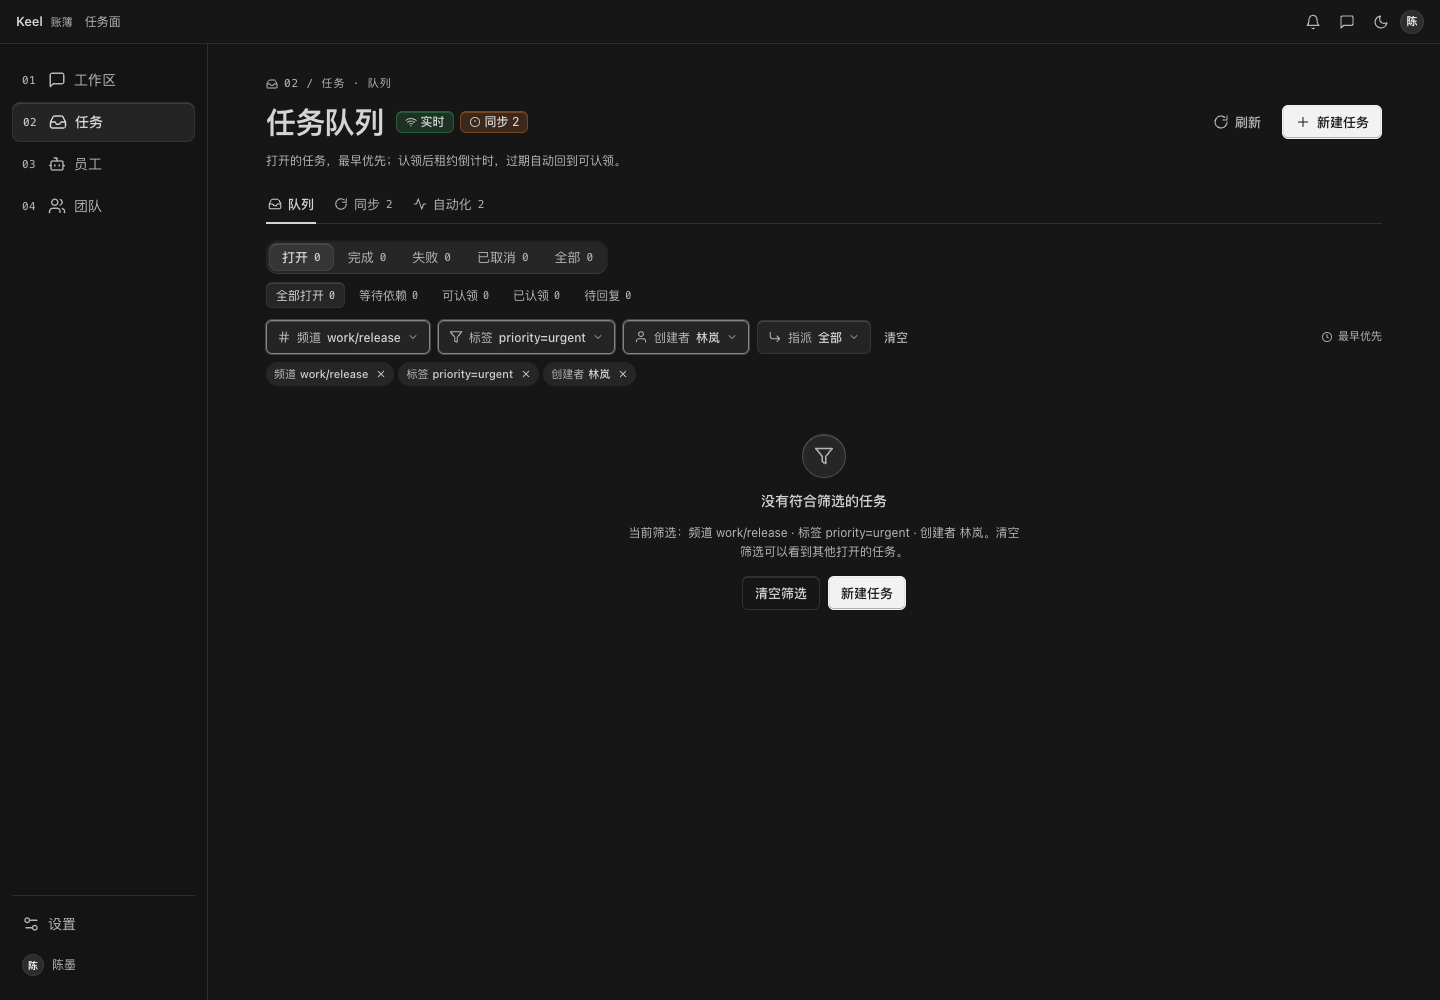 Keel 账簿 任务面
陈
01 工作区
02 任务
03 员工
04 团队
02 / 任务 · 队列
任务队列 实时 同步 2
刷新 新建任务
打开的任务，最早优先；认领后租约倒计时，过期自动回到可认领。
队列 同步 2 自动化 2
打开 0 完成 0 失败 0 已取消 0 全部 0
全部打开 0 等待依赖 0 可认领 0 已认领 0 待回复 0
频道 work/release 标签 priority=urgent 创建者 林岚 指派 全部 清空 最早优先
频道 work/release × 标签 priority=urgent × 创建者 林岚 ×
没有符合筛选的任务
当前筛选：频道 work/release · 标签 priority=urgent · 创建者 林岚。清空
筛选可以看到其他打开的任务。
清空筛选 新建任务
设置
陈 陈墨